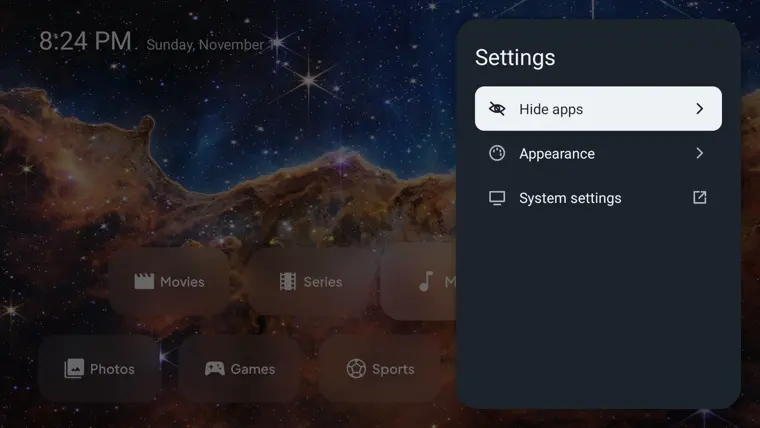 8:24 PM Sunday, November
Settings
Hide apps
Appearance
System settings
Movies
Series
Photos
Games
Sports